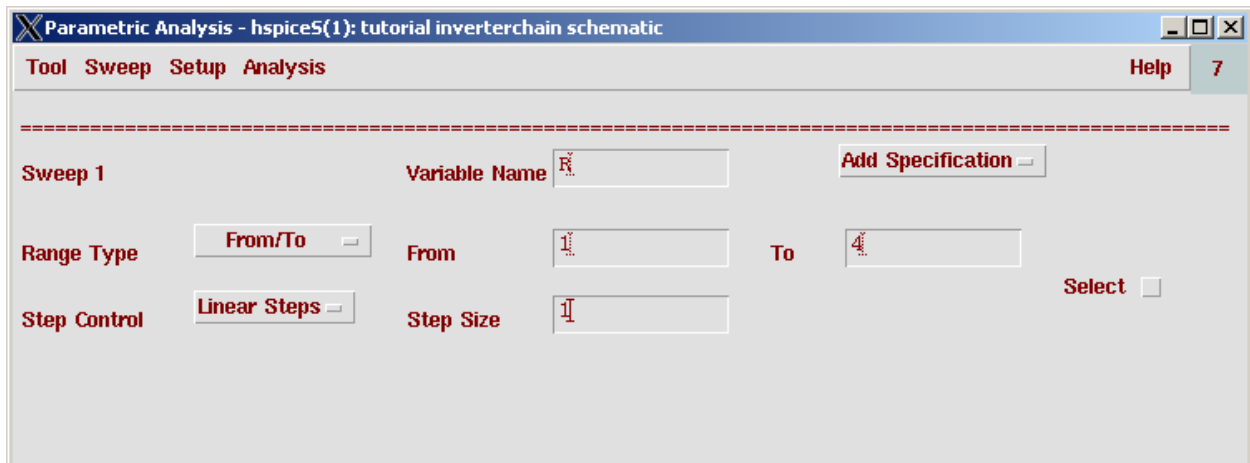 Parametric Analysis - hspiceS(1): tutorial inverterchain schematic
Tool Sweep Setup Analysis Help 7
Sweep 1 Variable Name R Add Specification
Range Type From/To From 1 To 4
Select
Step Control Linear Steps Step Size 1